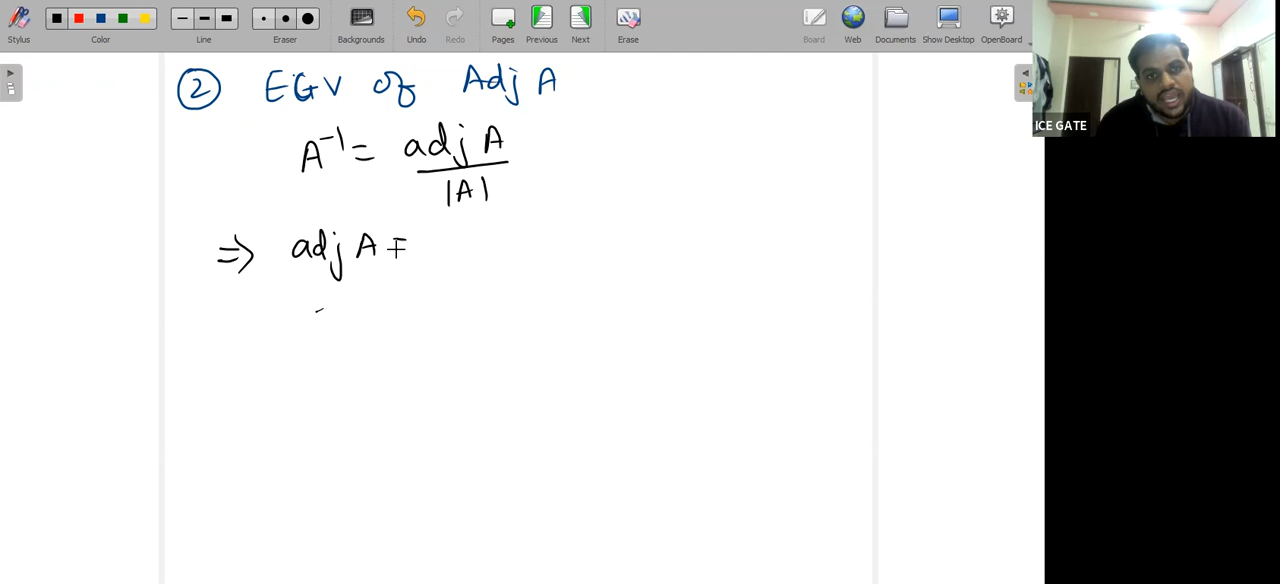 Stylus Color Line Eraser Backgrounds Undo Redo Pages Previous Next Erase Board Web Documents Show Desktop OpenBoard
② EGV of Adj A
A⁻¹ = adj A / |A|
⇒ adj A =
ICE GATE